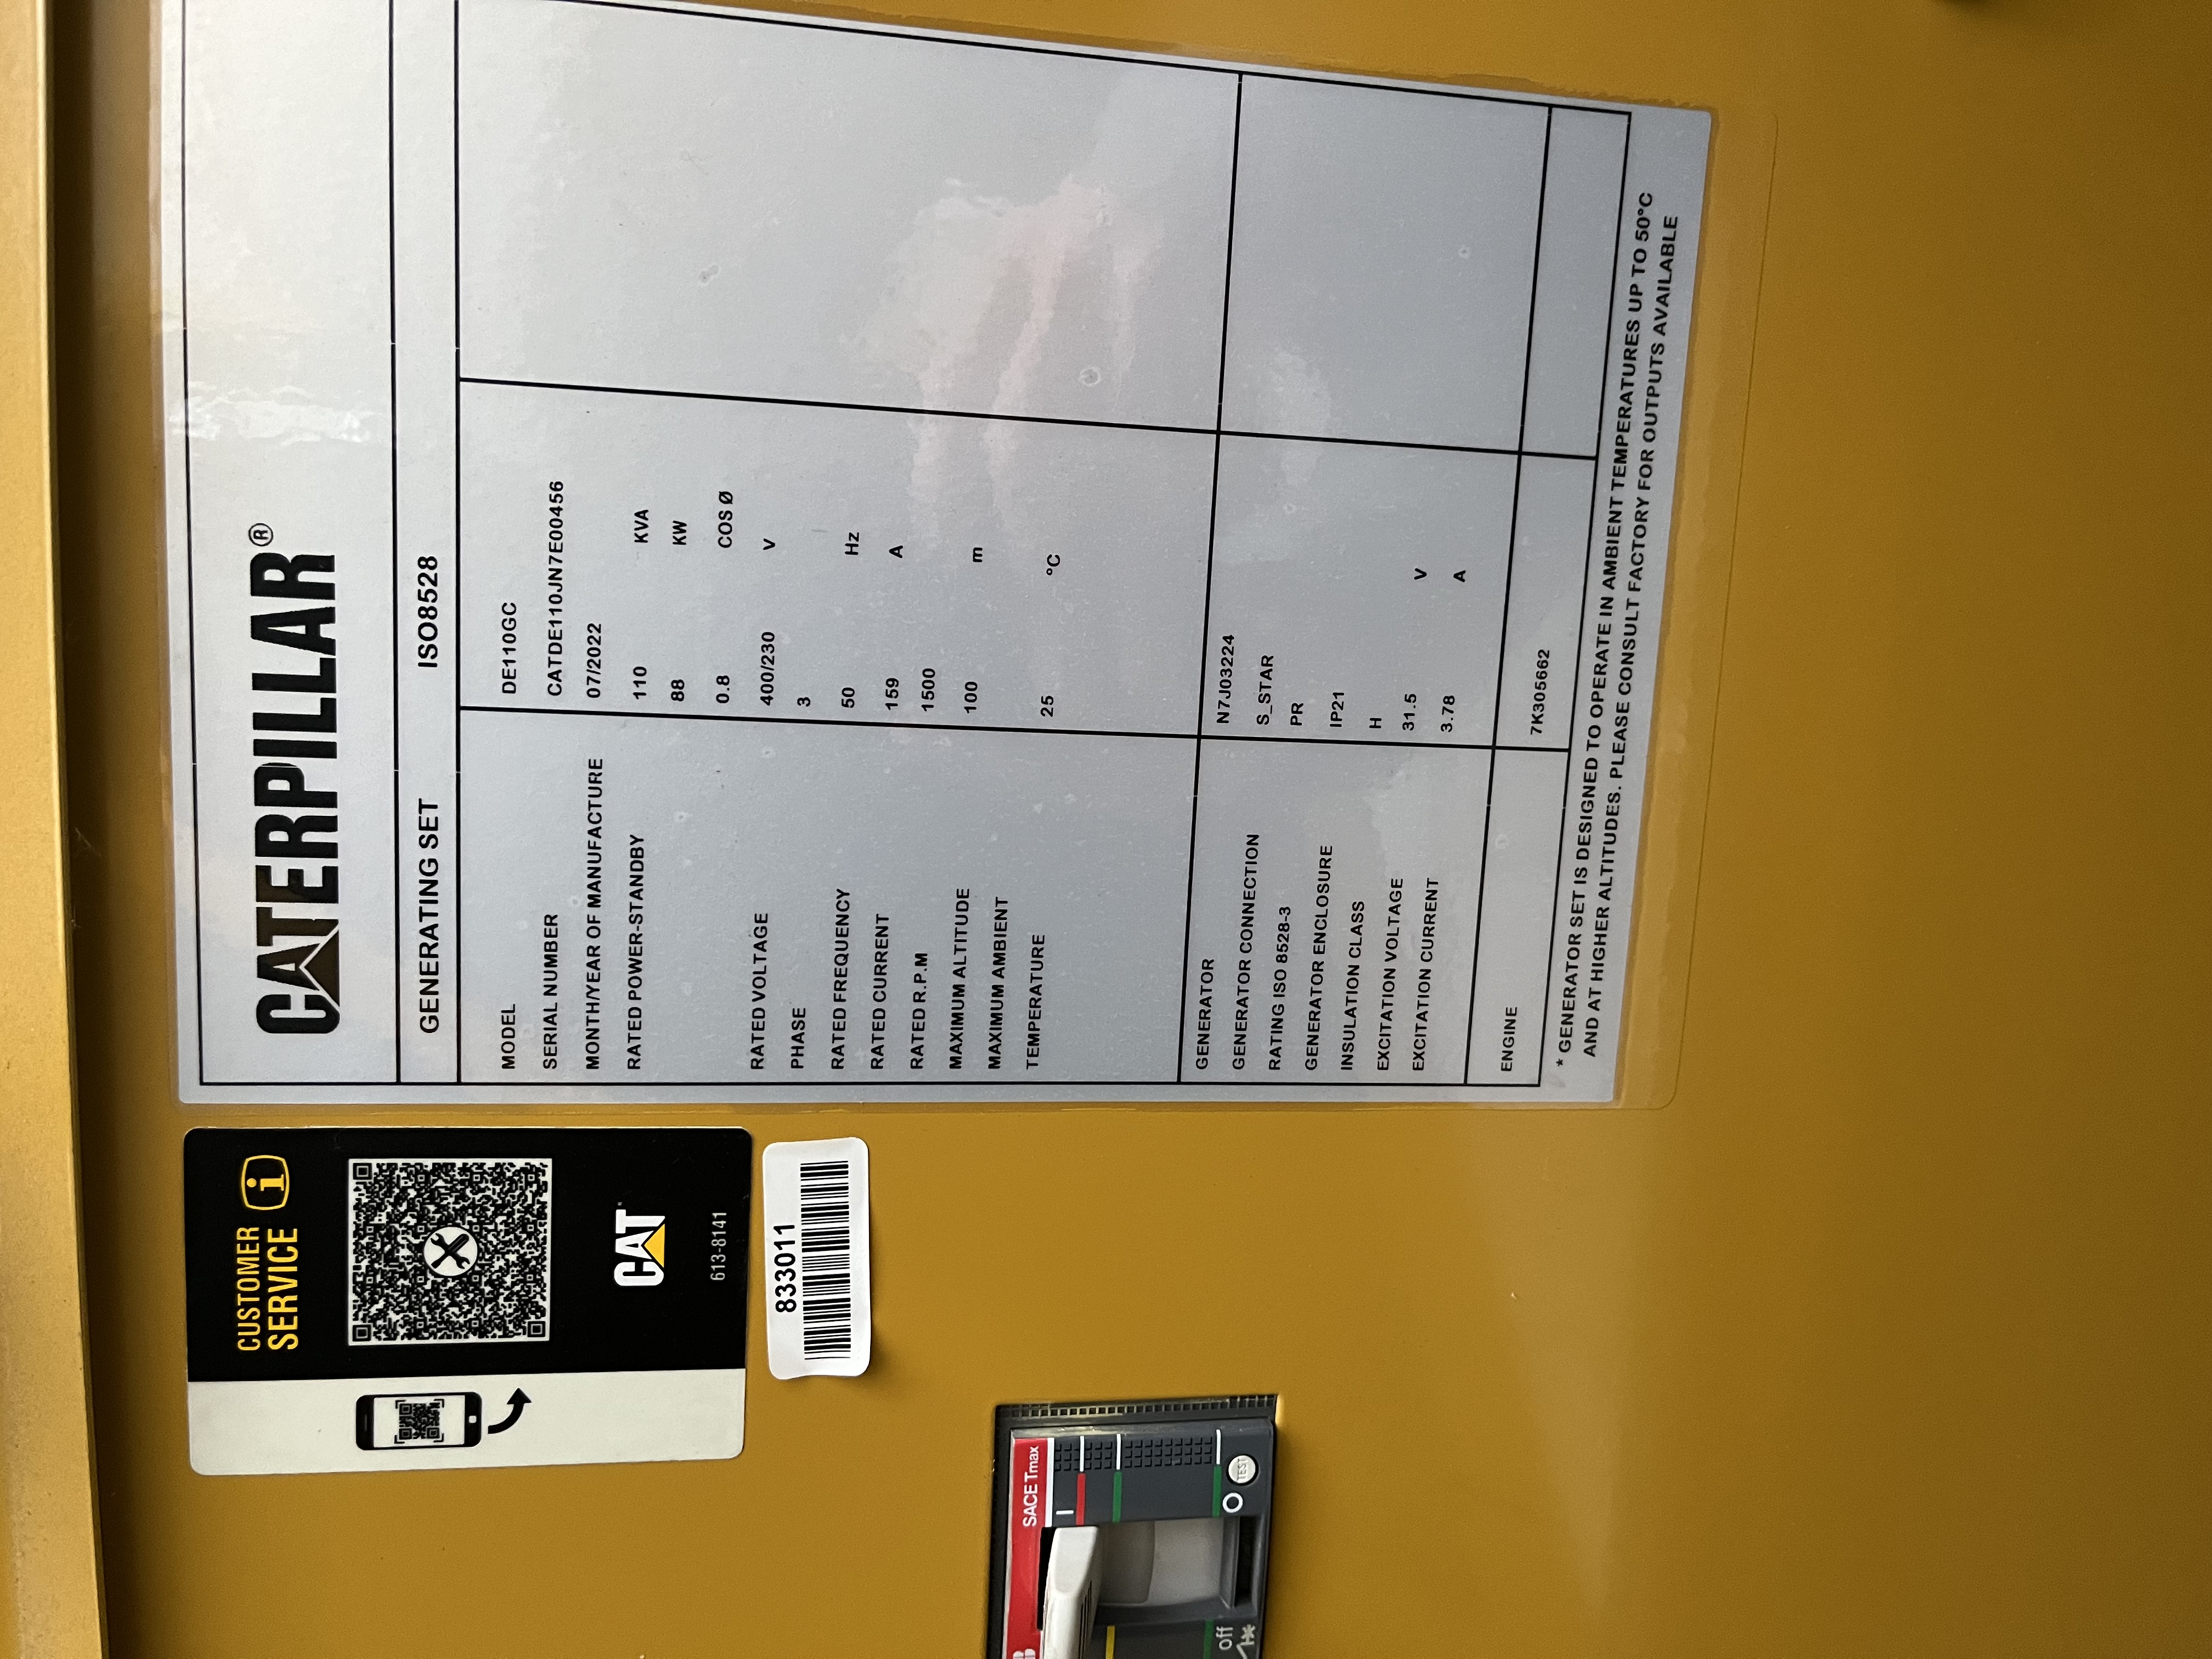 CUSTOMER
SERVICE
CAT
613-8141
833011
SACE Tmax
I
off
O
TEST
CATERPILLAR®
GENERATING SET ISO8528
MODEL DE110GC
SERIAL NUMBER CATDE110JN7E00456
MONTH/YEAR OF MANUFACTURE 07/2022
RATED POWER-STANDBY 110 KVA
88 KW
0.8 COS Ø
RATED VOLTAGE 400/230 V
PHASE 3
RATED FREQUENCY 50 Hz
RATED CURRENT 159 A
RATED R.P.M 1500
MAXIMUM ALTITUDE 100 m
MAXIMUM AMBIENT
TEMPERATURE 25 °C
GENERATOR N7J03224
GENERATOR CONNECTION S_STAR
RATING ISO 8528-3 PR
GENERATOR ENCLOSURE IP21
INSULATION CLASS H
EXCITATION VOLTAGE 31.5 V
EXCITATION CURRENT 3.78 A
ENGINE 7K305662
* GENERATOR SET IS DESIGNED TO OPERATE IN AMBIENT TEMPERATURES UP TO 50°C
AND AT HIGHER ALTITUDES. PLEASE CONSULT FACTORY FOR OUTPUTS AVAILABLE